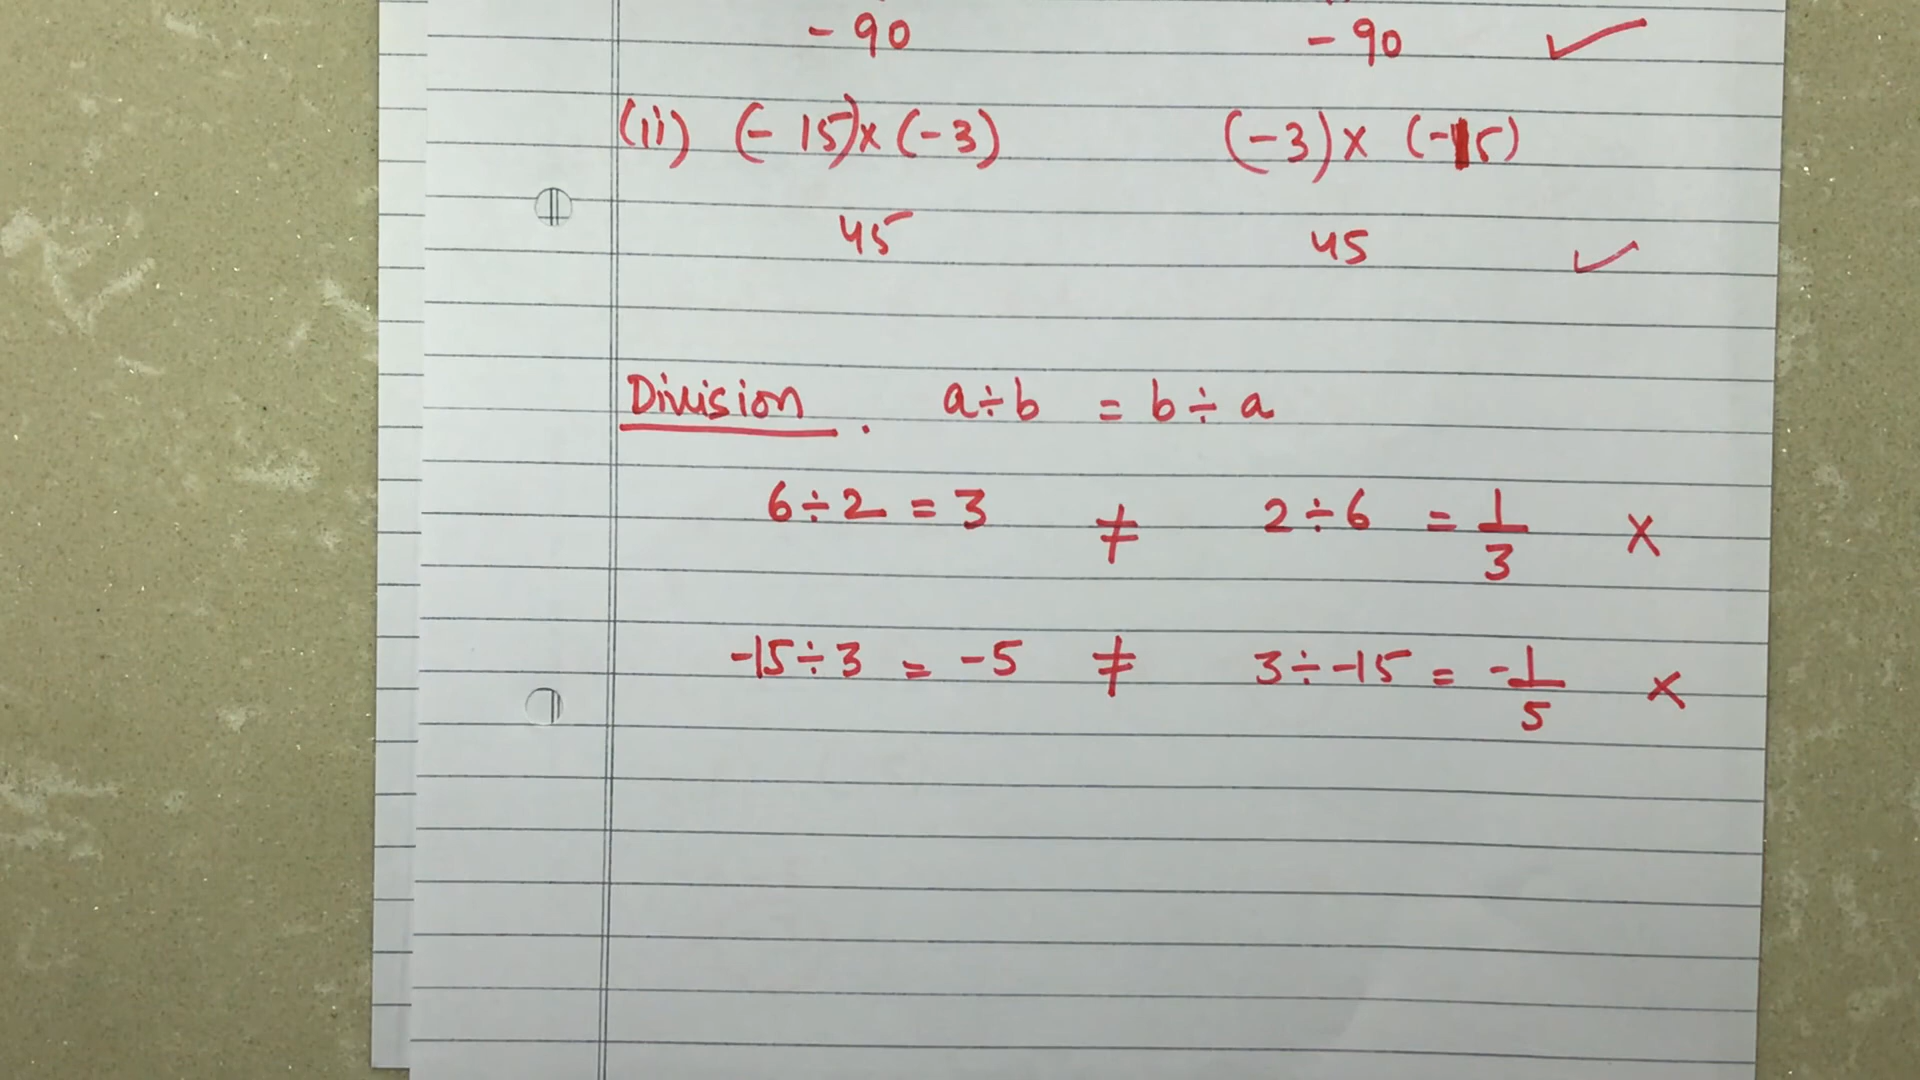 -90 -90 ✓
(ii) (-15)×(-3) (-3)× (-15)
45 45 ✓
Division. a÷b = b÷a
6÷2 = 3 ≠ 2÷6 = 1/3 ×
-15÷3 = -5 ≠ 3÷-15 = -1/5 ×